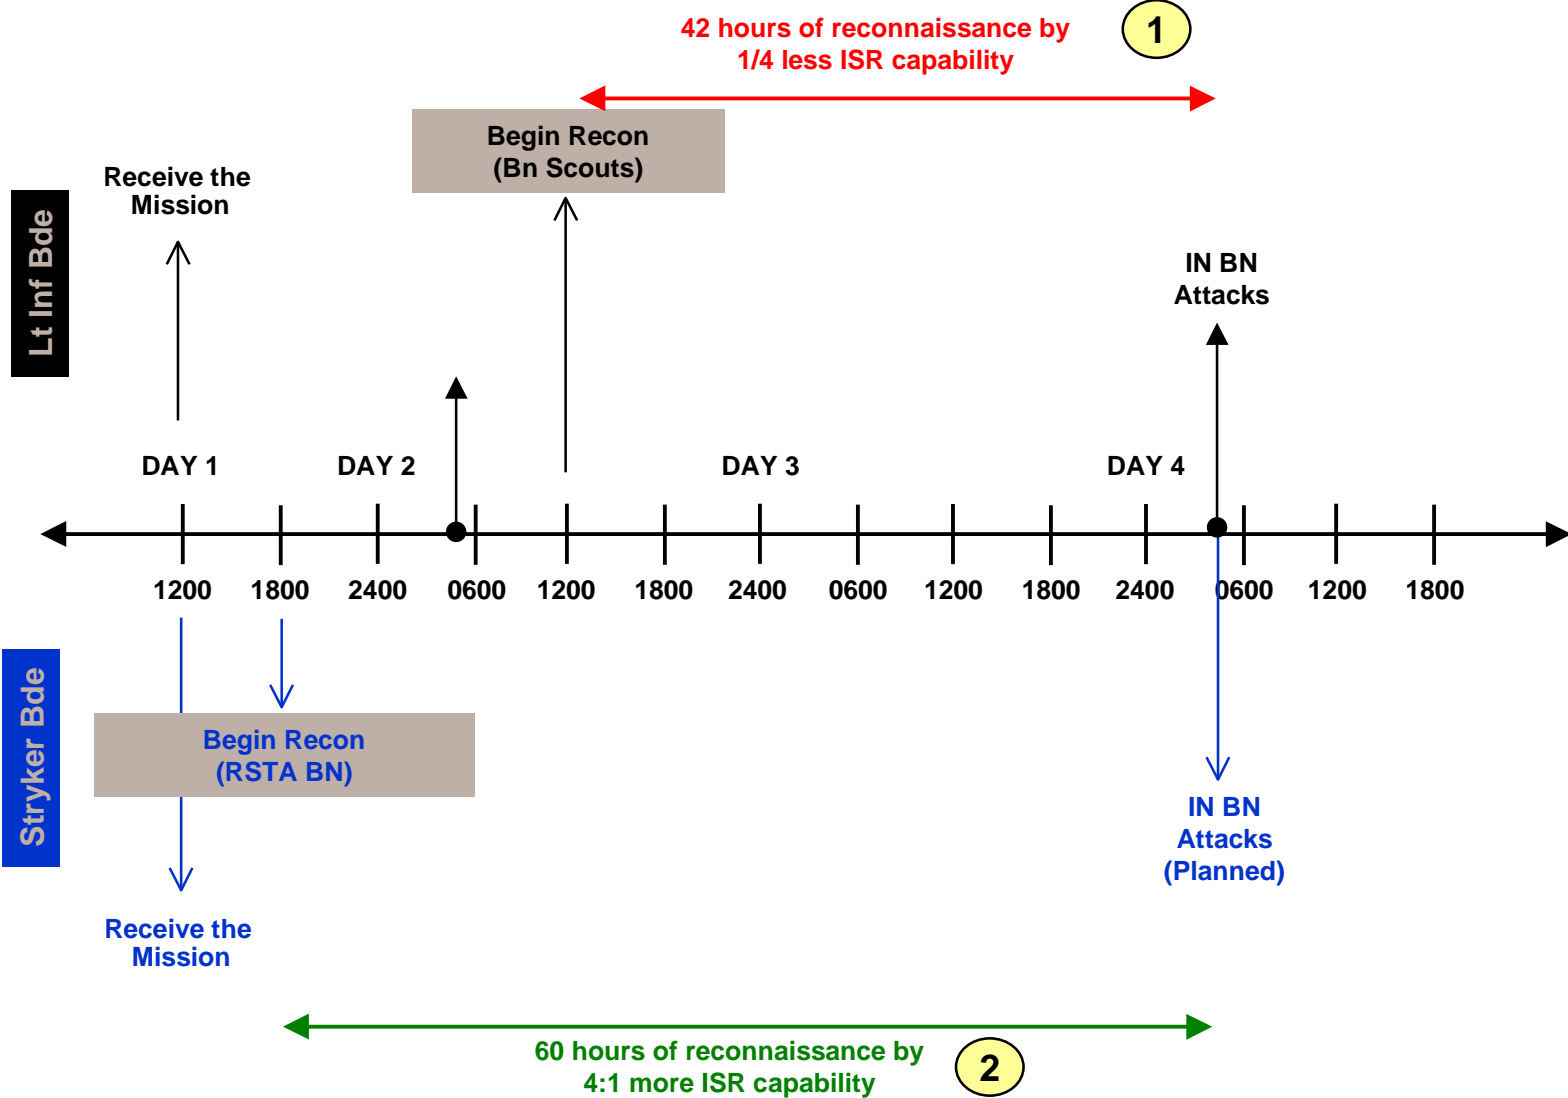 42 hours of reconnaissance by
1/4 less ISR capability
1
Begin Recon
(Bn Scouts)
Receive the
Mission
Lt Inf Bde
IN BN
Attacks
DAY 1
DAY 2
DAY 3
DAY 4
1200 1800 2400 0600 1200 1800 2400 0600 1200 1800 2400 0600 1200 1800
Stryker Bde
Begin Recon
(RSTA BN)
IN BN
Attacks
(Planned)
Receive the
Mission
60 hours of reconnaissance by
4:1 more ISR capability
2